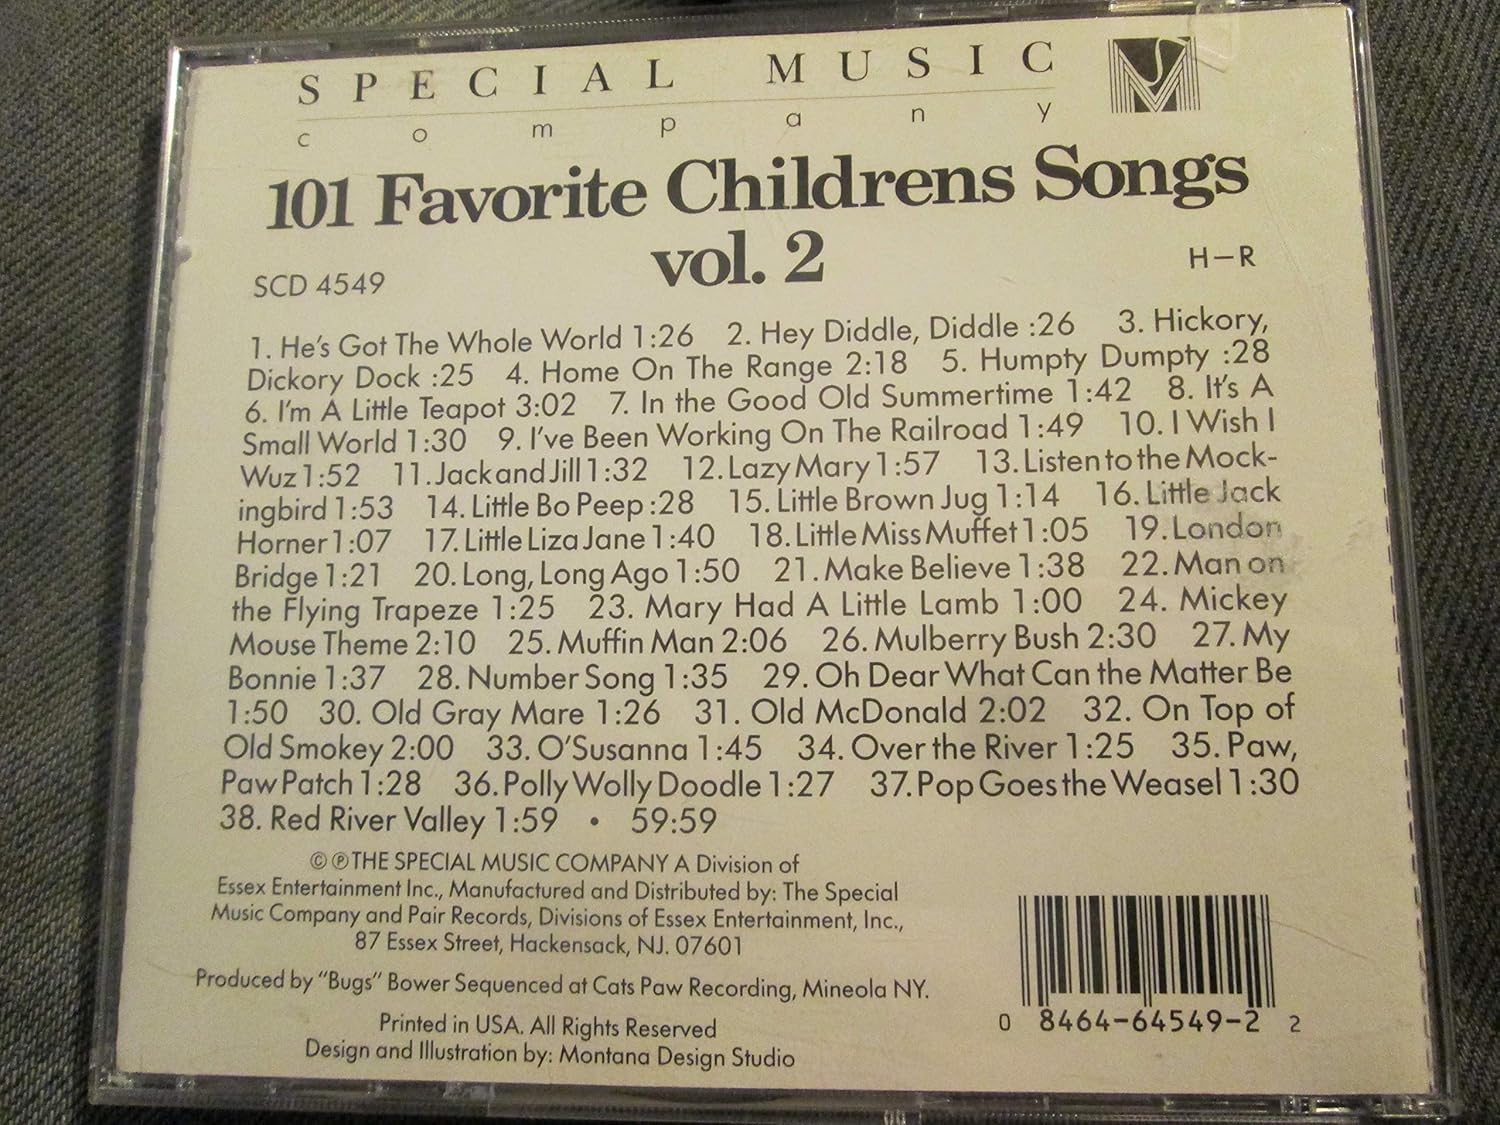 SPECIAL MUSIC
company
101 Favorite Childrens Songs
vol. 2
SCD 4549 H–R
1. He's Got The Whole World 1:26 2. Hey Diddle, Diddle :26 3. Hickory,
Dickory Dock :25 4. Home On The Range 2:18 5. Humpty Dumpty :28
6. I'm A Little Teapot 3:02 7. In the Good Old Summertime 1:42 8. It's A
Small World 1:30 9. I've Been Working On The Railroad 1:49 10. I Wish I
Wuz 1:52 11. Jack and Jill 1:32 12. Lazy Mary 1:57 13. Listen to the Mock-
ingbird 1:53 14. Little Bo Peep :28 15. Little Brown Jug 1:14 16. Little Jack
Horner 1:07 17. Little Liza Jane 1:40 18. Little Miss Muffet 1:05 19. London
Bridge 1:21 20. Long, Long Ago 1:50 21. Make Believe 1:38 22. Man on
the Flying Trapeze 1:25 23. Mary Had A Little Lamb 1:00 24. Mickey
Mouse Theme 2:10 25. Muffin Man 2:06 26. Mulberry Bush 2:30 27. My
Bonnie 1:37 28. Number Song 1:35 29. Oh Dear What Can the Matter Be
1:50 30. Old Gray Mare 1:26 31. Old McDonald 2:02 32. On Top of
Old Smokey 2:00 33. O'Susanna 1:45 34. Over the River 1:25 35. Paw,
Paw Patch 1:28 36. Polly Wolly Doodle 1:27 37. Pop Goes the Weasel 1:30
38. Red River Valley 1:59 • 59:59
© ℗ THE SPECIAL MUSIC COMPANY A Division of
Essex Entertainment Inc., Manufactured and Distributed by: The Special
Music Company and Pair Records, Divisions of Essex Entertainment, Inc.,
87 Essex Street, Hackensack, NJ. 07601
Produced by "Bugs" Bower Sequenced at Cats Paw Recording, Mineola NY.
Printed in USA. All Rights Reserved
Design and Illustration by: Montana Design Studio
0 8464-64549-2 2